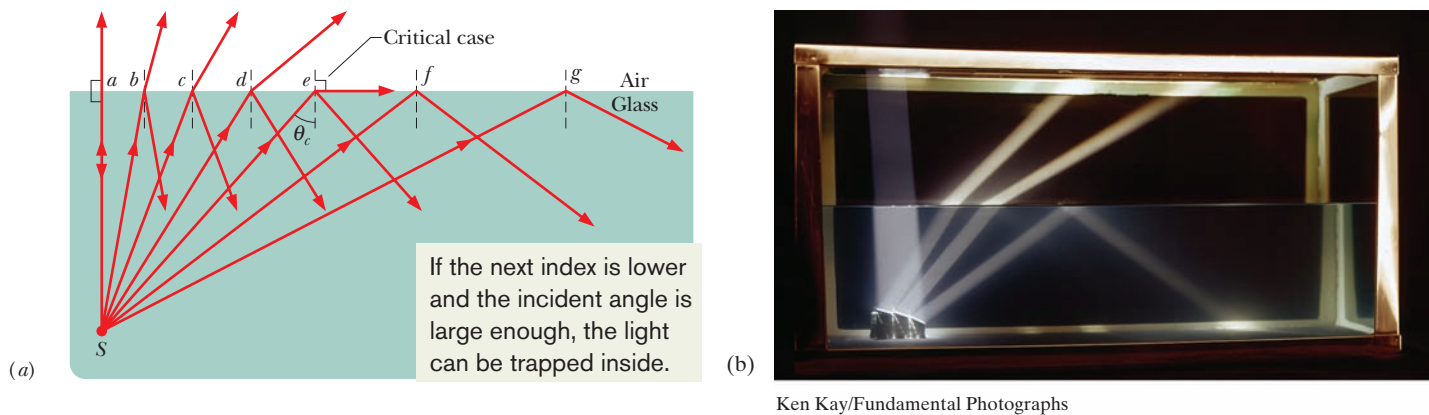 Critical case
a b c d e f g Air
Glass
θc
If the next index is lower
and the incident angle is
large enough, the light
can be trapped inside.
S
(a)
(b)
Ken Kay/Fundamental Photographs